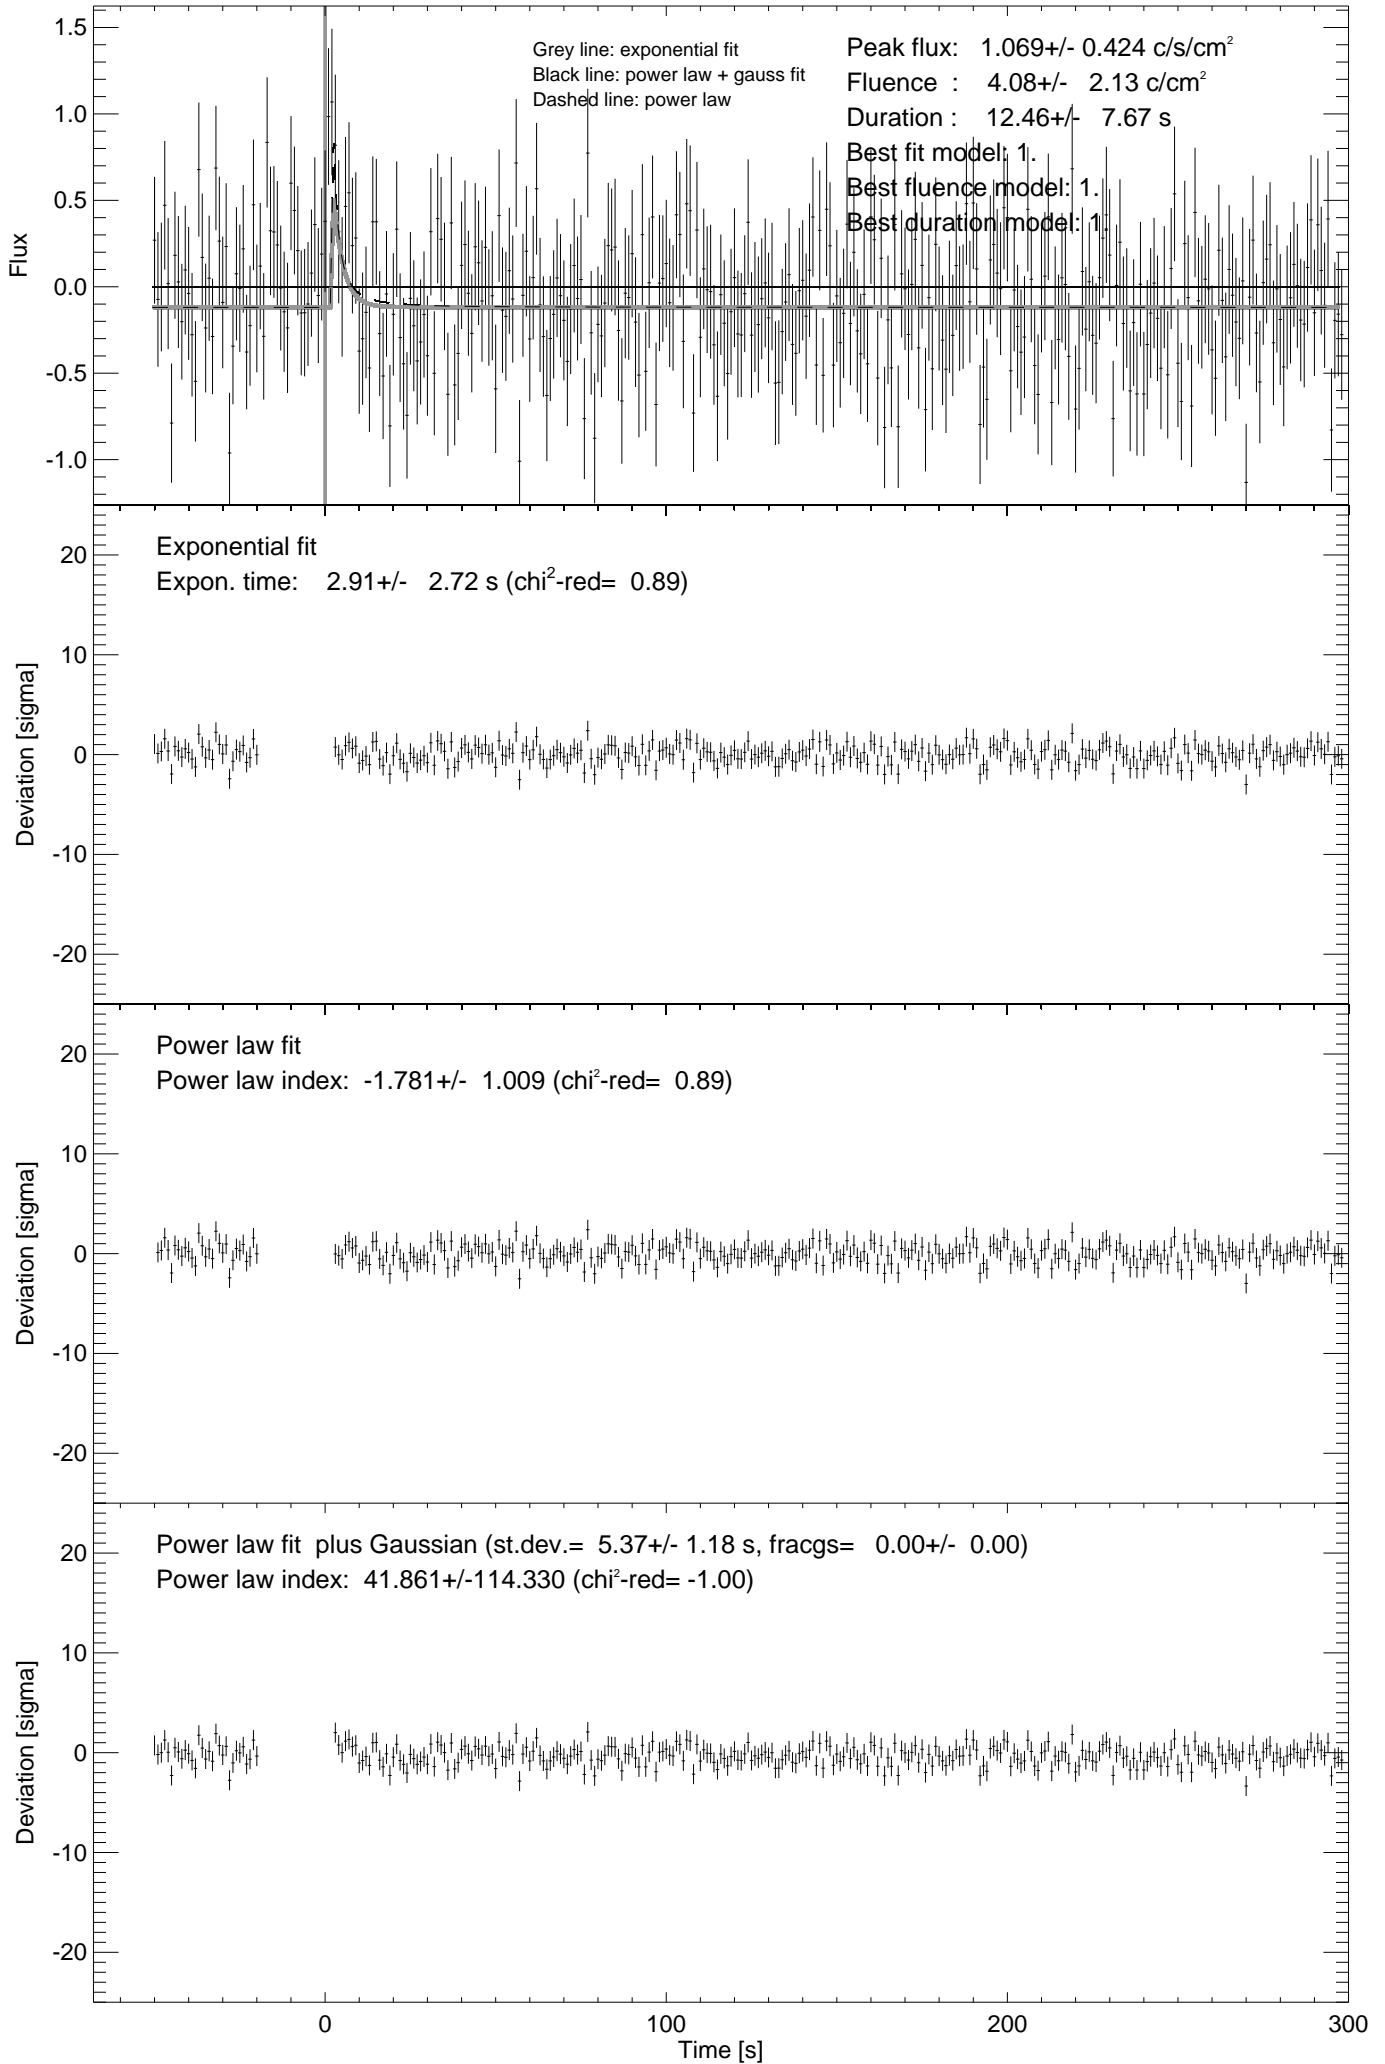 Grey line: exponential fit
Black line: power law + gauss fit
Dashed line: power law
Peak flux: 1.069+/- 0.424 c/s/cm²
Fluence : 4.08+/- 2.13 c/cm²
Duration : 12.46+/- 7.67 s
Best fit model: 1.
Best fluence model: 1.
Best duration model: 1.
1.5
1.0
0.5
0.0
-0.5
-1.0
Flux
Exponential fit
Expon. time: 2.91+/- 2.72 s (chi²-red= 0.89)
20
10
0
-10
-20
Deviation [sigma]
Power law fit
Power law index: -1.781+/- 1.009 (chi²-red= 0.89)
20
10
0
-10
-20
Deviation [sigma]
Power law fit plus Gaussian (st.dev.= 5.37+/- 1.18 s, fracgs= 0.00+/- 0.00)
Power law index: 41.861+/-114.330 (chi²-red= -1.00)
20
10
0
-10
-20
Deviation [sigma]
0 100 200 300
Time [s]